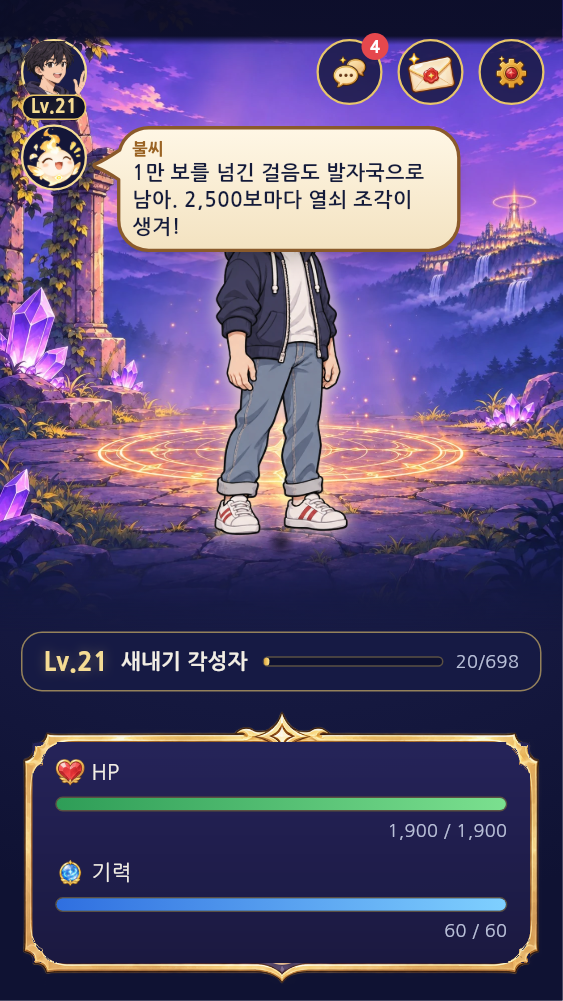 4
Lv.21
불씨
1만 보를 넘긴 걸음도 발자국으로
남아. 2,500보마다 열쇠 조각이
생겨!
Lv.21 새내기 각성자 20/698
HP
1,900 / 1,900
기력
60 / 60